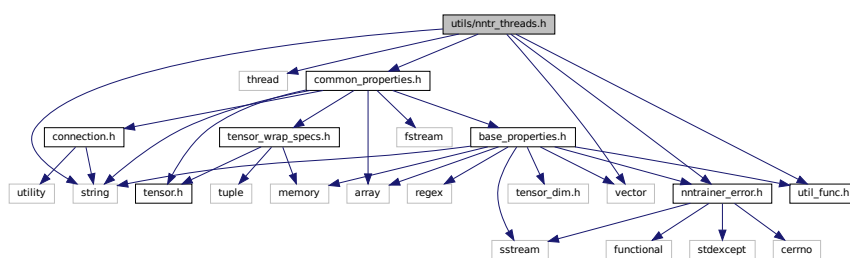 utils/nntr_threads.h
thread
common_properties.h
connection.h
tensor_wrap_specs.h
fstream
base_properties.h
utility
string
tensor.h
tuple
memory
array
regex
tensor_dim.h
vector
nntrainer_error.h
util_func.h
sstream
functional
stdexcept
cerrno